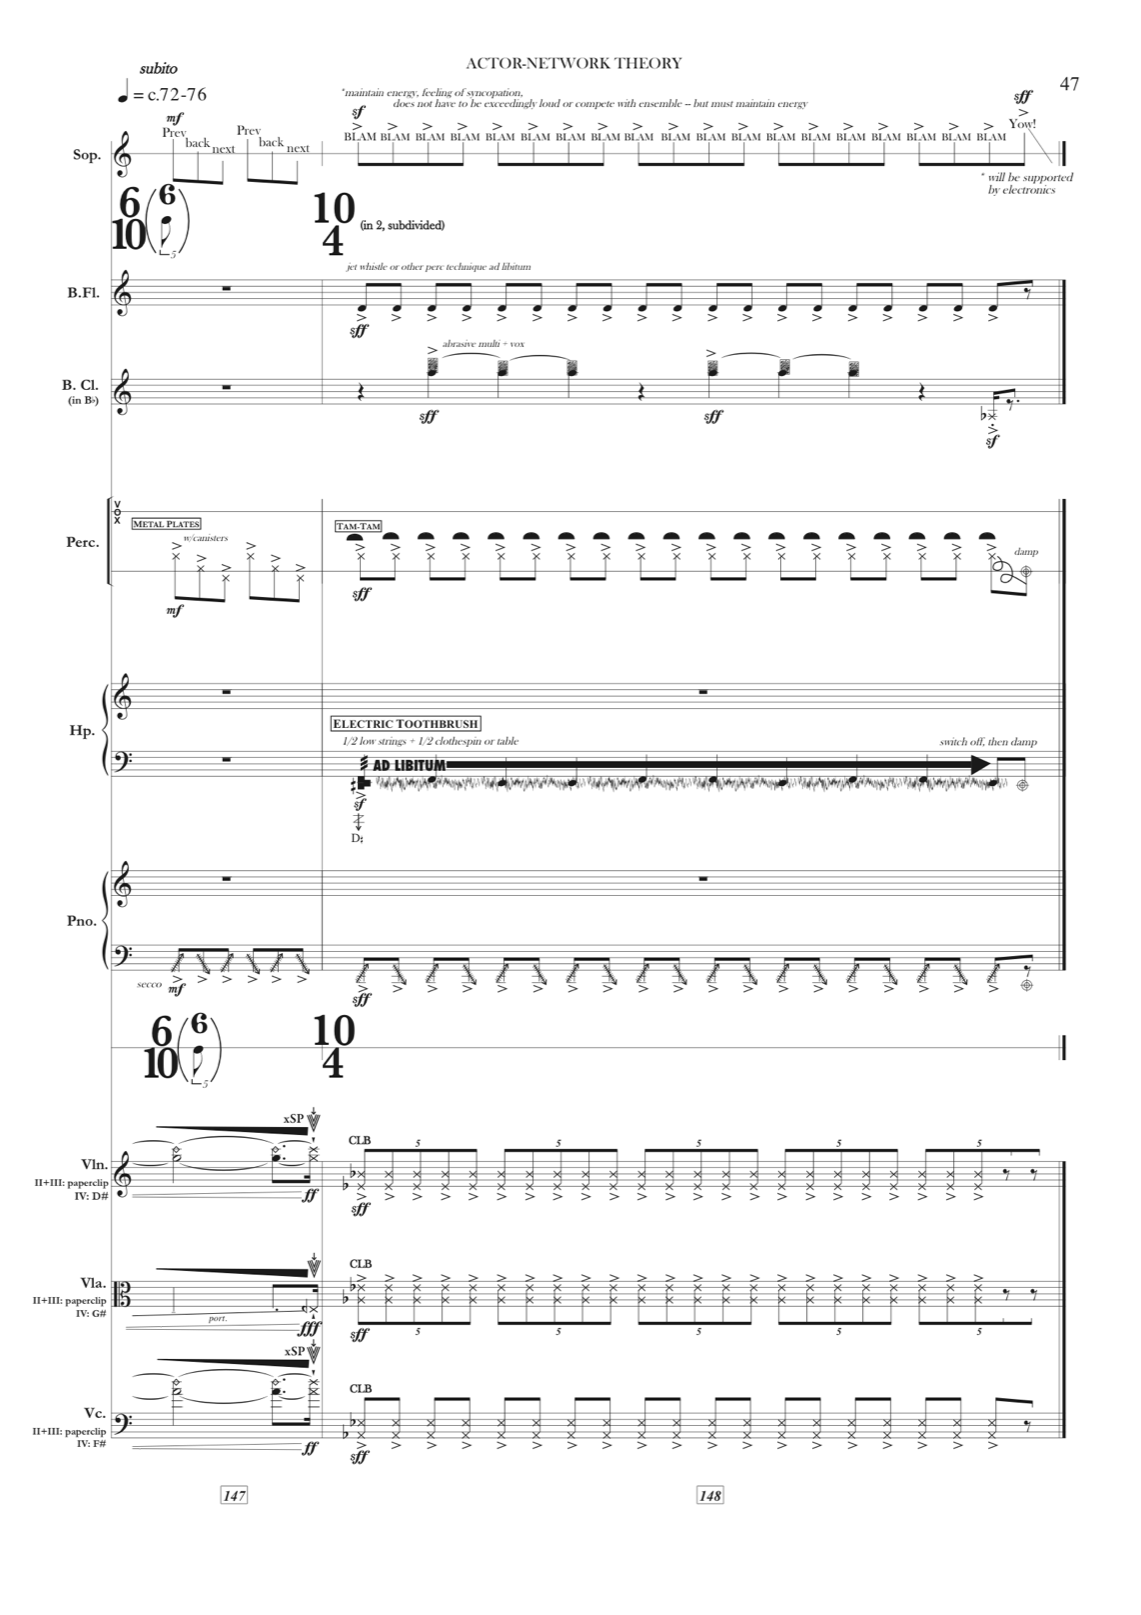 ACTOR-NETWORK THEORY
47
subito
= c.72-76
*maintain energy, feeling of syncopation,
does not have to be exceedingly loud or compete with ensemble – but must maintain energy
mf
sf
sff
Sop.
Prev back next Prev back next
BLAM BLAM BLAM BLAM BLAM BLAM BLAM BLAM BLAM BLAM BLAM BLAM BLAM BLAM BLAM BLAM BLAM BLAM BLAM Yow!
* will be supported
by electronics
6 (6
10 5)
10
4
(in 2, subdivided)
jet whistle or other perc technique ad libitum
B.Fl.
sff
abrasive multi + vox
B. Cl.
(in B♭)
sff sff
sf
VOX
METAL PLATES
TAM-TAM
Perc.
w/canisters
damp
mf
sff
Hp.
ELECTRIC TOOTHBRUSH
1/2 low strings + 1/2 clothespin or table
switch off, then damp
AD LIBITUM
sf
Pno.
secco mf
sff
6 (6
10 5)
10
4
xSP
CLB 5 5 5 5 5
Vln.
II+III: paperclip
IV: D#
ff
sff
CLB
Vla.
II+III: paperclip
IV: G#
port.
fff
sff 5 5 5 5 5
xSP
CLB
Vc.
II+III: paperclip
IV: F#
ff
sff
147
148